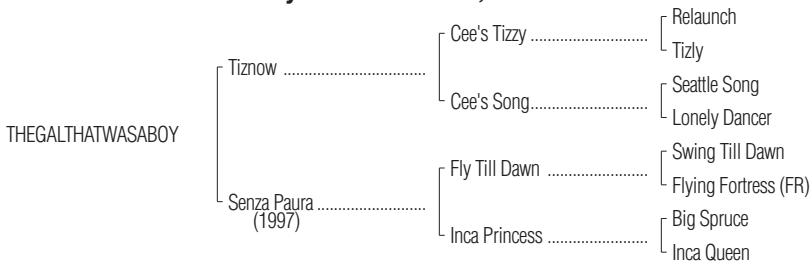 Relaunch
Cee's Tizzy
Tizly
Tiznow
Seattle Song
Cee's Song
Lonely Dancer
THEGALTHATWASABOY
Swing Till Dawn
Fly Till Dawn
Flying Fortress (FR)
Senza Paura
(1997)
Big Spruce
Inca Princess
Inca Queen